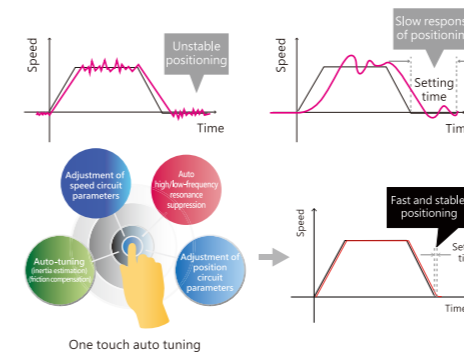 Speed
Unstable
positioning
Time
Speed
Slow respons
of positionin
Setting
time
Time
Adjustment of
speed circuit
parameters
Auto
high/low-frequency
resonance
suppression
Auto-tuning
(inertia estimation)
(friction compensation)
Adjustment of
position
circuit
parameters
One touch auto tuning
Speed
Fast and stable
positioning
Set
ti
Time